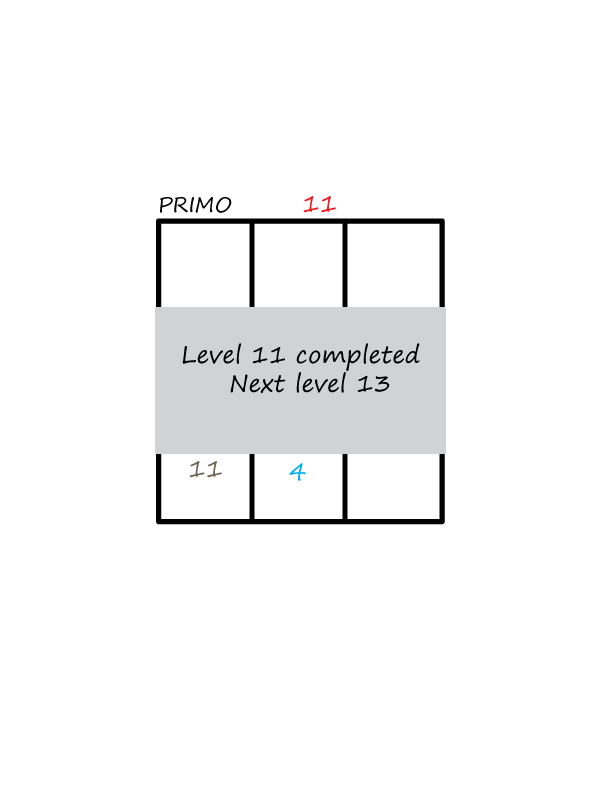 PRIMO 11
Level 11 completed
Next level 13
11 4